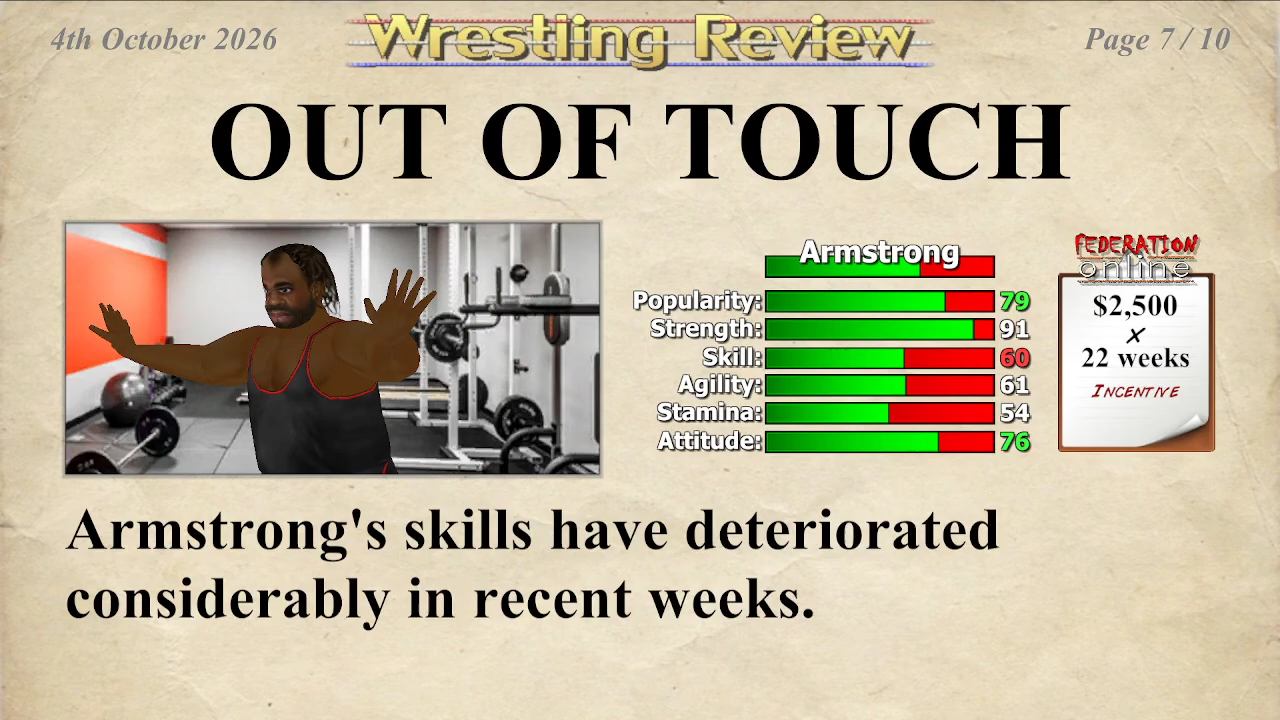 4th October 2026
Wrestling Review
Page 7 / 10
OUT OF TOUCH
Armstrong
Popularity: 79
Strength: 91
Skill: 60
Agility: 61
Stamina: 54
Attitude: 76
FEDERATION
online
$2,500
×
22 weeks
INCENTIVE
Armstrong's skills have deteriorated
considerably in recent weeks.